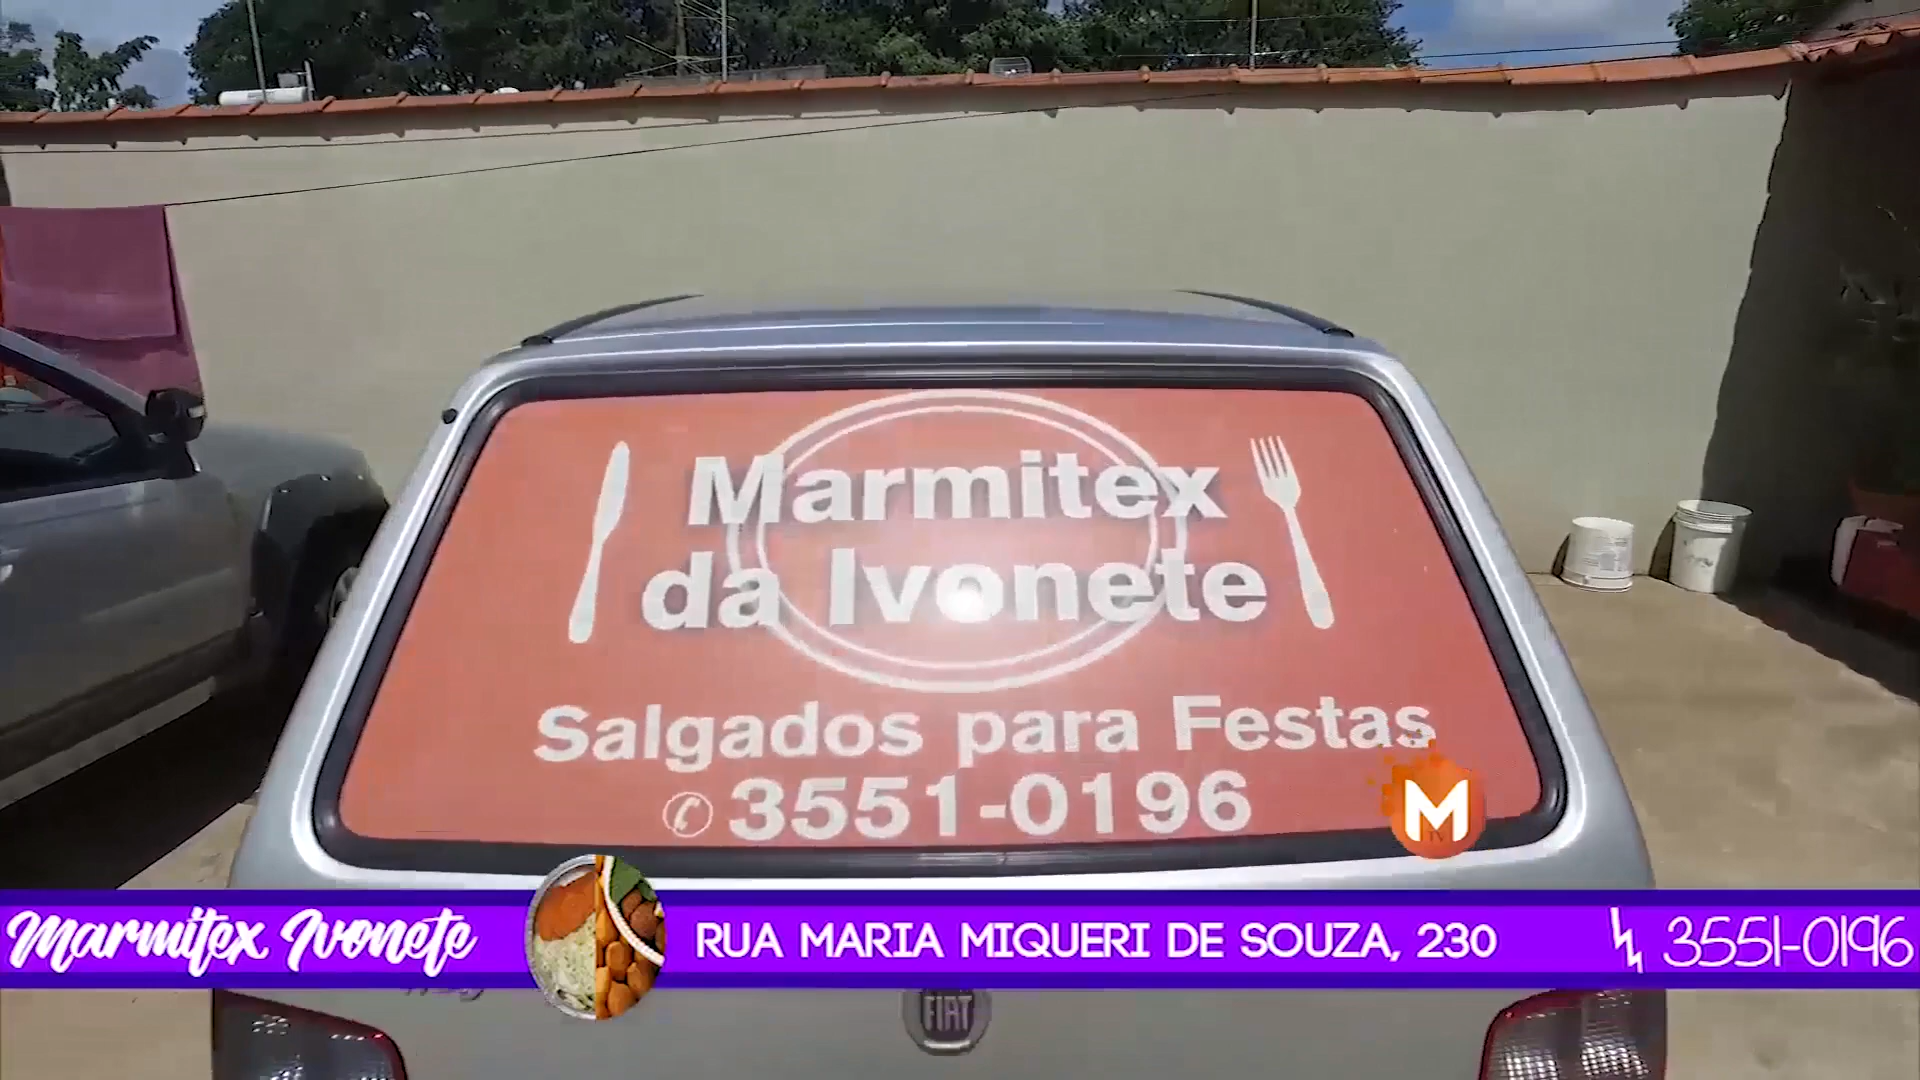 Marmitex
da Ivonete
Salgados para Festas
3551-0196
M
TV
Marmitex Ivonete
RUA MARIA MIQUERI DE SOUZA, 230
3551-0196
FIAT